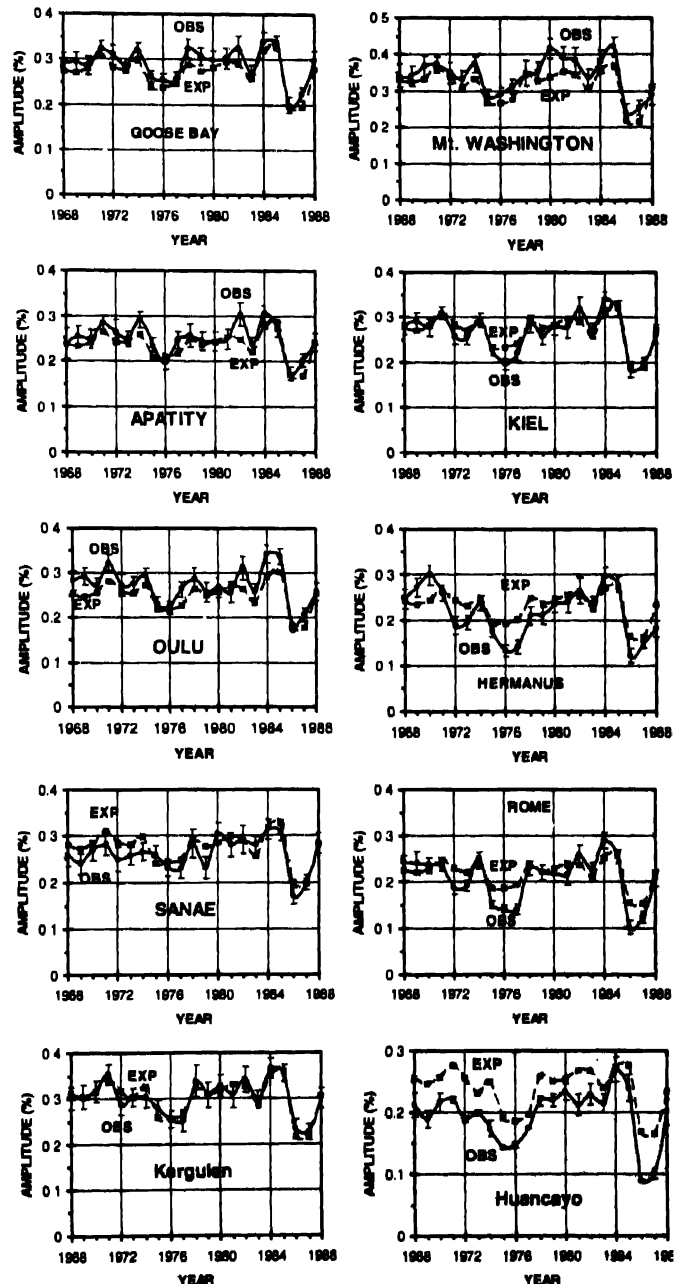 AMPLITUDE (%)
0 4
0.3
0.2
0 1
0
OBS
EXP
GOOSE BAY
1968 1972 1976 1980 1984 1988
YEAR
AMPLITUDE (%)
0.5
0.4
0.3
0.2
0 1
0
OBS
EXP
Mt. WASHINGTON
1968 1972 1976 1980 1984 1988
YEAR
AMPLITUDE (%)
0 4
0.3
0.2
0 1
0
OBS
EXP
APATITY
1968 1972 1976 1980 1984 1988
YEAR
AMPLITUDE (%)
0 4
0.3
0.2
0 1
0
EXP
OBS
KIEL
1968 1972 1976 1980 1984 1988
YEAR
AMPLITUDE (%)
0 4
0.3
0.2
0 1
0
OBS
EXP
OULU
1968 1972 1976 1980 1984 1988
YEAR
AMPLITUDE (%)
0 4
0.3
0.2
0 1
0
EXP
OBS
HERMANUS
1968 1972 1976 1980 1984 1988
YEAR
AMPLITUDE (%)
0 4
0.3
0.2
0 1
0
EXP
OBS
SANAE
1968 1972 1976 1980 1984 1988
YEAR
AMPLITUDE (%)
0 4
0.3
0.2
0 1
0
ROME
EXP
OBS
1968 1972 1976 1980 1984 1988
YEAR
AMPLITUDE (%)
0.4
0.3
0.2
0 1
0
EXP
OBS
Kergulen
1968 1972 1976 1980 1984 1988
YEAR
AMPLITUDE (%)
0 3
0.2
0.1
0
EXP
OBS
Huancayo
1968 1972 1976 1980 1984 198
YEAR